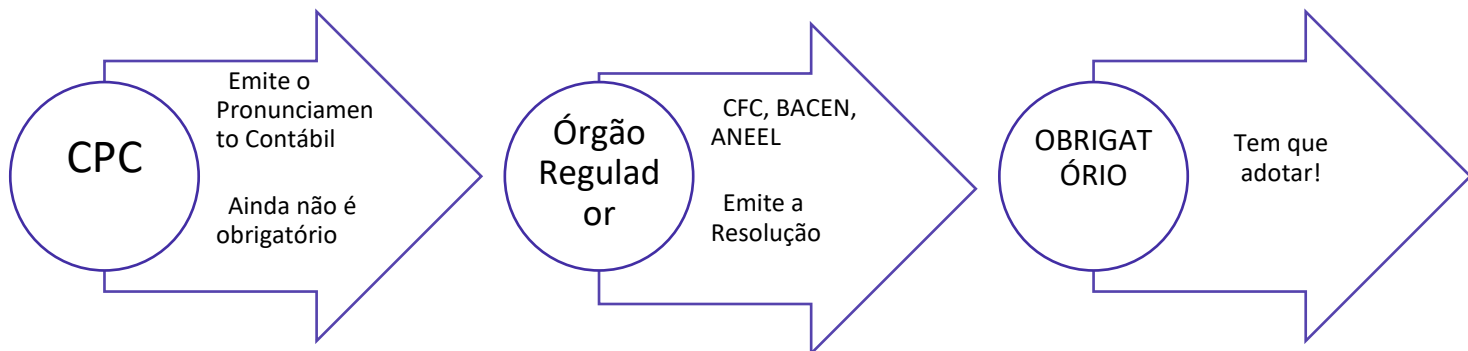 CPC
Emite o
Pronunciamen
to Contábil
Ainda não é
obrigatório
Órgão
Regulad
or
CFC, BACEN,
ANEEL
Emite a
Resolução
OBRIGAT
ÓRIO
Tem que
adotar!